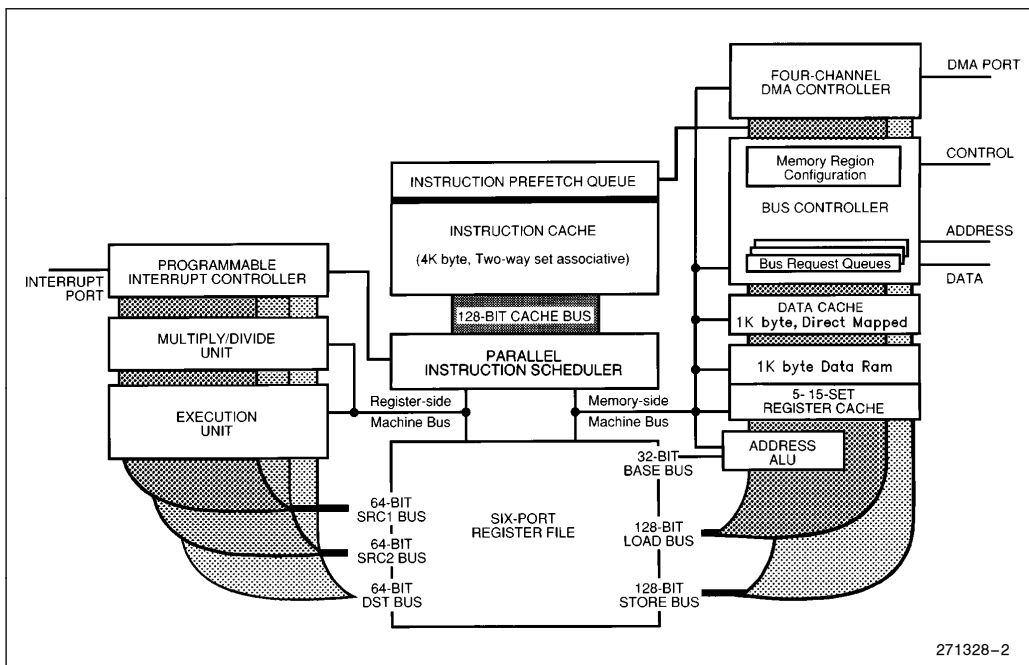 FOUR-CHANNEL
DMA CONTROLLER
DMA PORT
Memory Region
Configuration
CONTROL
BUS CONTROLLER
ADDRESS
Bus Request Queues
DATA
INSTRUCTION PREFETCH QUEUE
INSTRUCTION CACHE
(4K byte, Two-way set associative)
128-BIT CACHE BUS
PARALLEL
INSTRUCTION SCHEDULER
INTERRUPT
PORT
PROGRAMMABLE
INTERRUPT CONTROLLER
MULTIPLY/DIVIDE
UNIT
EXECUTION
UNIT
Register-side
Machine Bus
Memory-side
Machine Bus
DATA CACHE
1K byte, Direct Mapped
1K byte Data Ram
5- 15-SET
REGISTER CACHE
ADDRESS
ALU
32-BIT
BASE BUS
64-BIT
SRC1 BUS
64-BIT
SRC2 BUS
64-BIT
DST BUS
SIX-PORT
REGISTER FILE
128-BIT
LOAD BUS
128-BIT
STORE BUS
271328–2